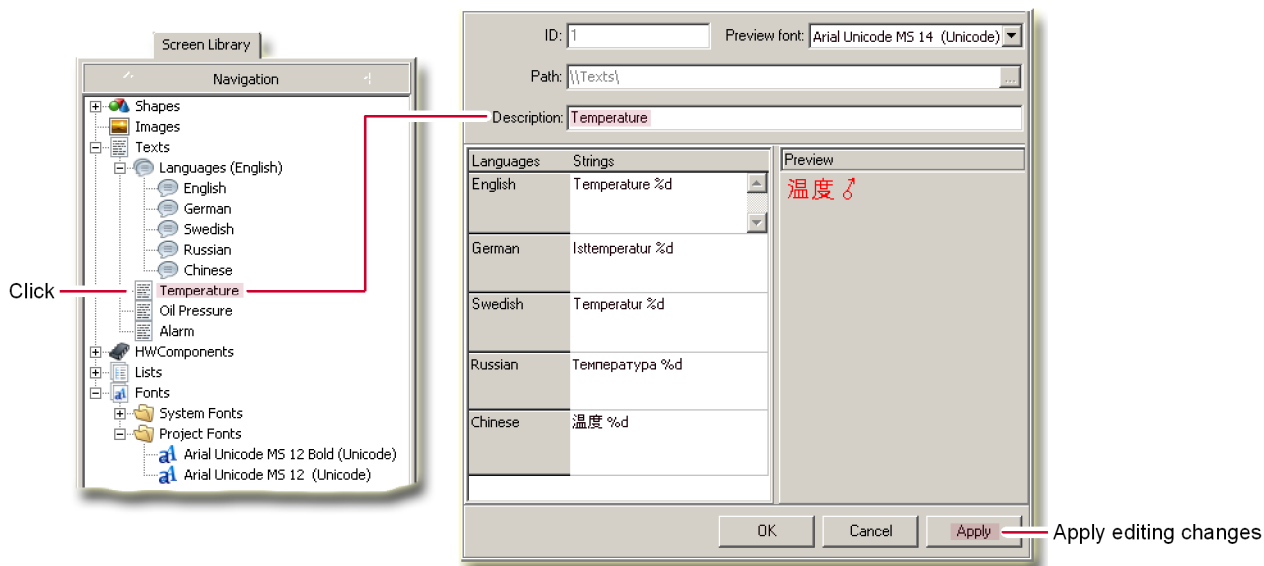 Screen Library
Navigation
Shapes
Images
Texts
Languages (English)
English
German
Swedish
Russian
Chinese
Click
Temperature
Oil Pressure
Alarm
HWComponents
Lists
Fonts
System Fonts
Project Fonts
Arial Unicode MS 12 Bold (Unicode)
Arial Unicode MS 12 (Unicode)
ID: 1 Preview font: Arial Unicode MS 14 (Unicode)
Path: \\Texts\ ...
Description: Temperature
Languages Strings Preview
English Temperature %d
温度
German Isttemperatur %d
Swedish Temperatur %d
Russian Температура %d
Chinese 温度 %d
OK Cancel Apply
Apply editing changes